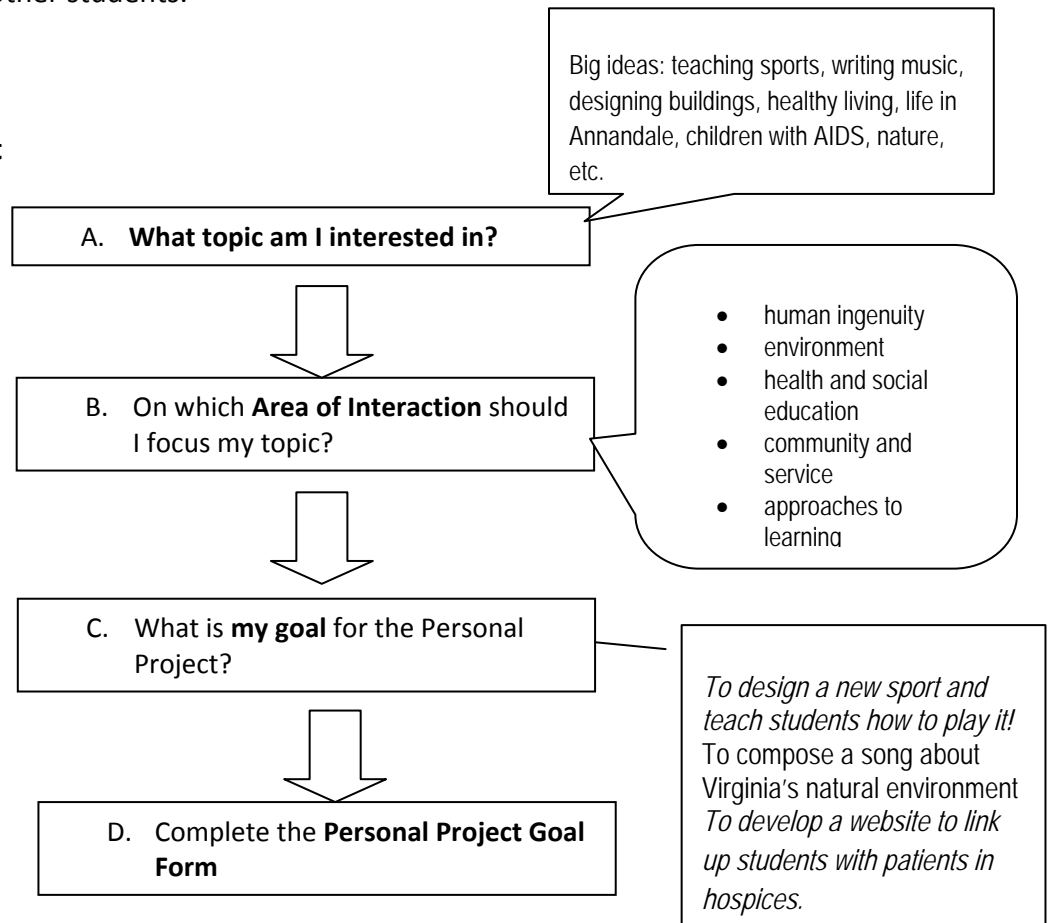 other students.
Big ideas: teaching sports, writing music,
designing buildings, healthy living, life in
Annandale, children with AIDS, nature,
etc.
A. What topic am I interested in?
• human ingenuity
• environment
• health and social
education
• community and
service
• approaches to
learning
B. On which Area of Interaction should
I focus my topic?
C. What is my goal for the Personal
Project?
To design a new sport and
teach students how to play it!
To compose a song about
Virginia's natural environment
To develop a website to link
up students with patients in
hospices.
D. Complete the Personal Project Goal
Form